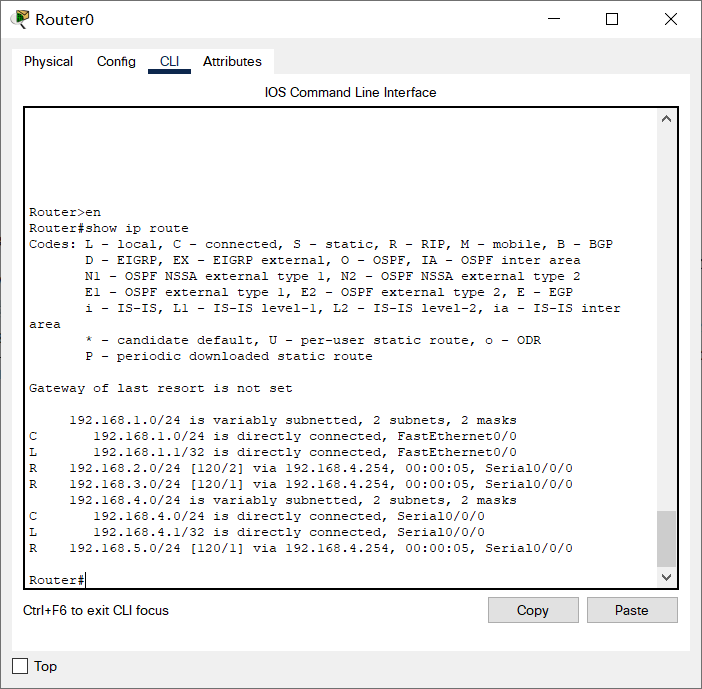 Router0
Physical Config CLI Attributes
IOS Command Line Interface
Router>en
Router#show ip route
Codes: L - local, C - connected, S - static, R - RIP, M - mobile, B - BGP
       D - EIGRP, EX - EIGRP external, O - OSPF, IA - OSPF inter area
       N1 - OSPF NSSA external type 1, N2 - OSPF NSSA external type 2
       E1 - OSPF external type 1, E2 - OSPF external type 2, E - EGP
       i - IS-IS, L1 - IS-IS level-1, L2 - IS-IS level-2, ia - IS-IS inter
area
       * - candidate default, U - per-user static route, o - ODR
       P - periodic downloaded static route
Gateway of last resort is not set
     192.168.1.0/24 is variably subnetted, 2 subnets, 2 masks
C       192.168.1.0/24 is directly connected, FastEthernet0/0
L       192.168.1.1/32 is directly connected, FastEthernet0/0
R    192.168.2.0/24 [120/2] via 192.168.4.254, 00:00:05, Serial0/0/0
R    192.168.3.0/24 [120/1] via 192.168.4.254, 00:00:05, Serial0/0/0
     192.168.4.0/24 is variably subnetted, 2 subnets, 2 masks
C       192.168.4.0/24 is directly connected, Serial0/0/0
L       192.168.4.1/32 is directly connected, Serial0/0/0
R    192.168.5.0/24 [120/1] via 192.168.4.254, 00:00:05, Serial0/0/0
Router#
Ctrl+F6 to exit CLI focus
Copy Paste
Top